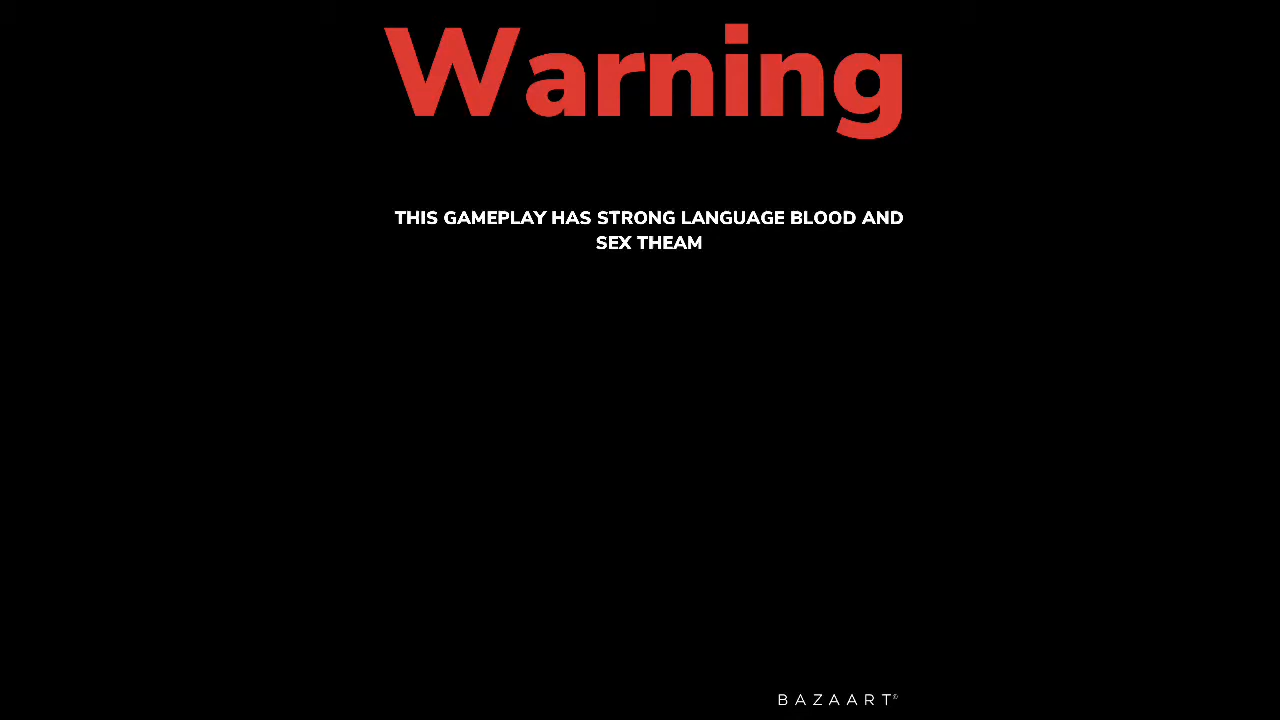 Warning
THIS GAMEPLAY HAS STRONG LANGUAGE BLOOD AND
SEX THEAM
BAZAART®